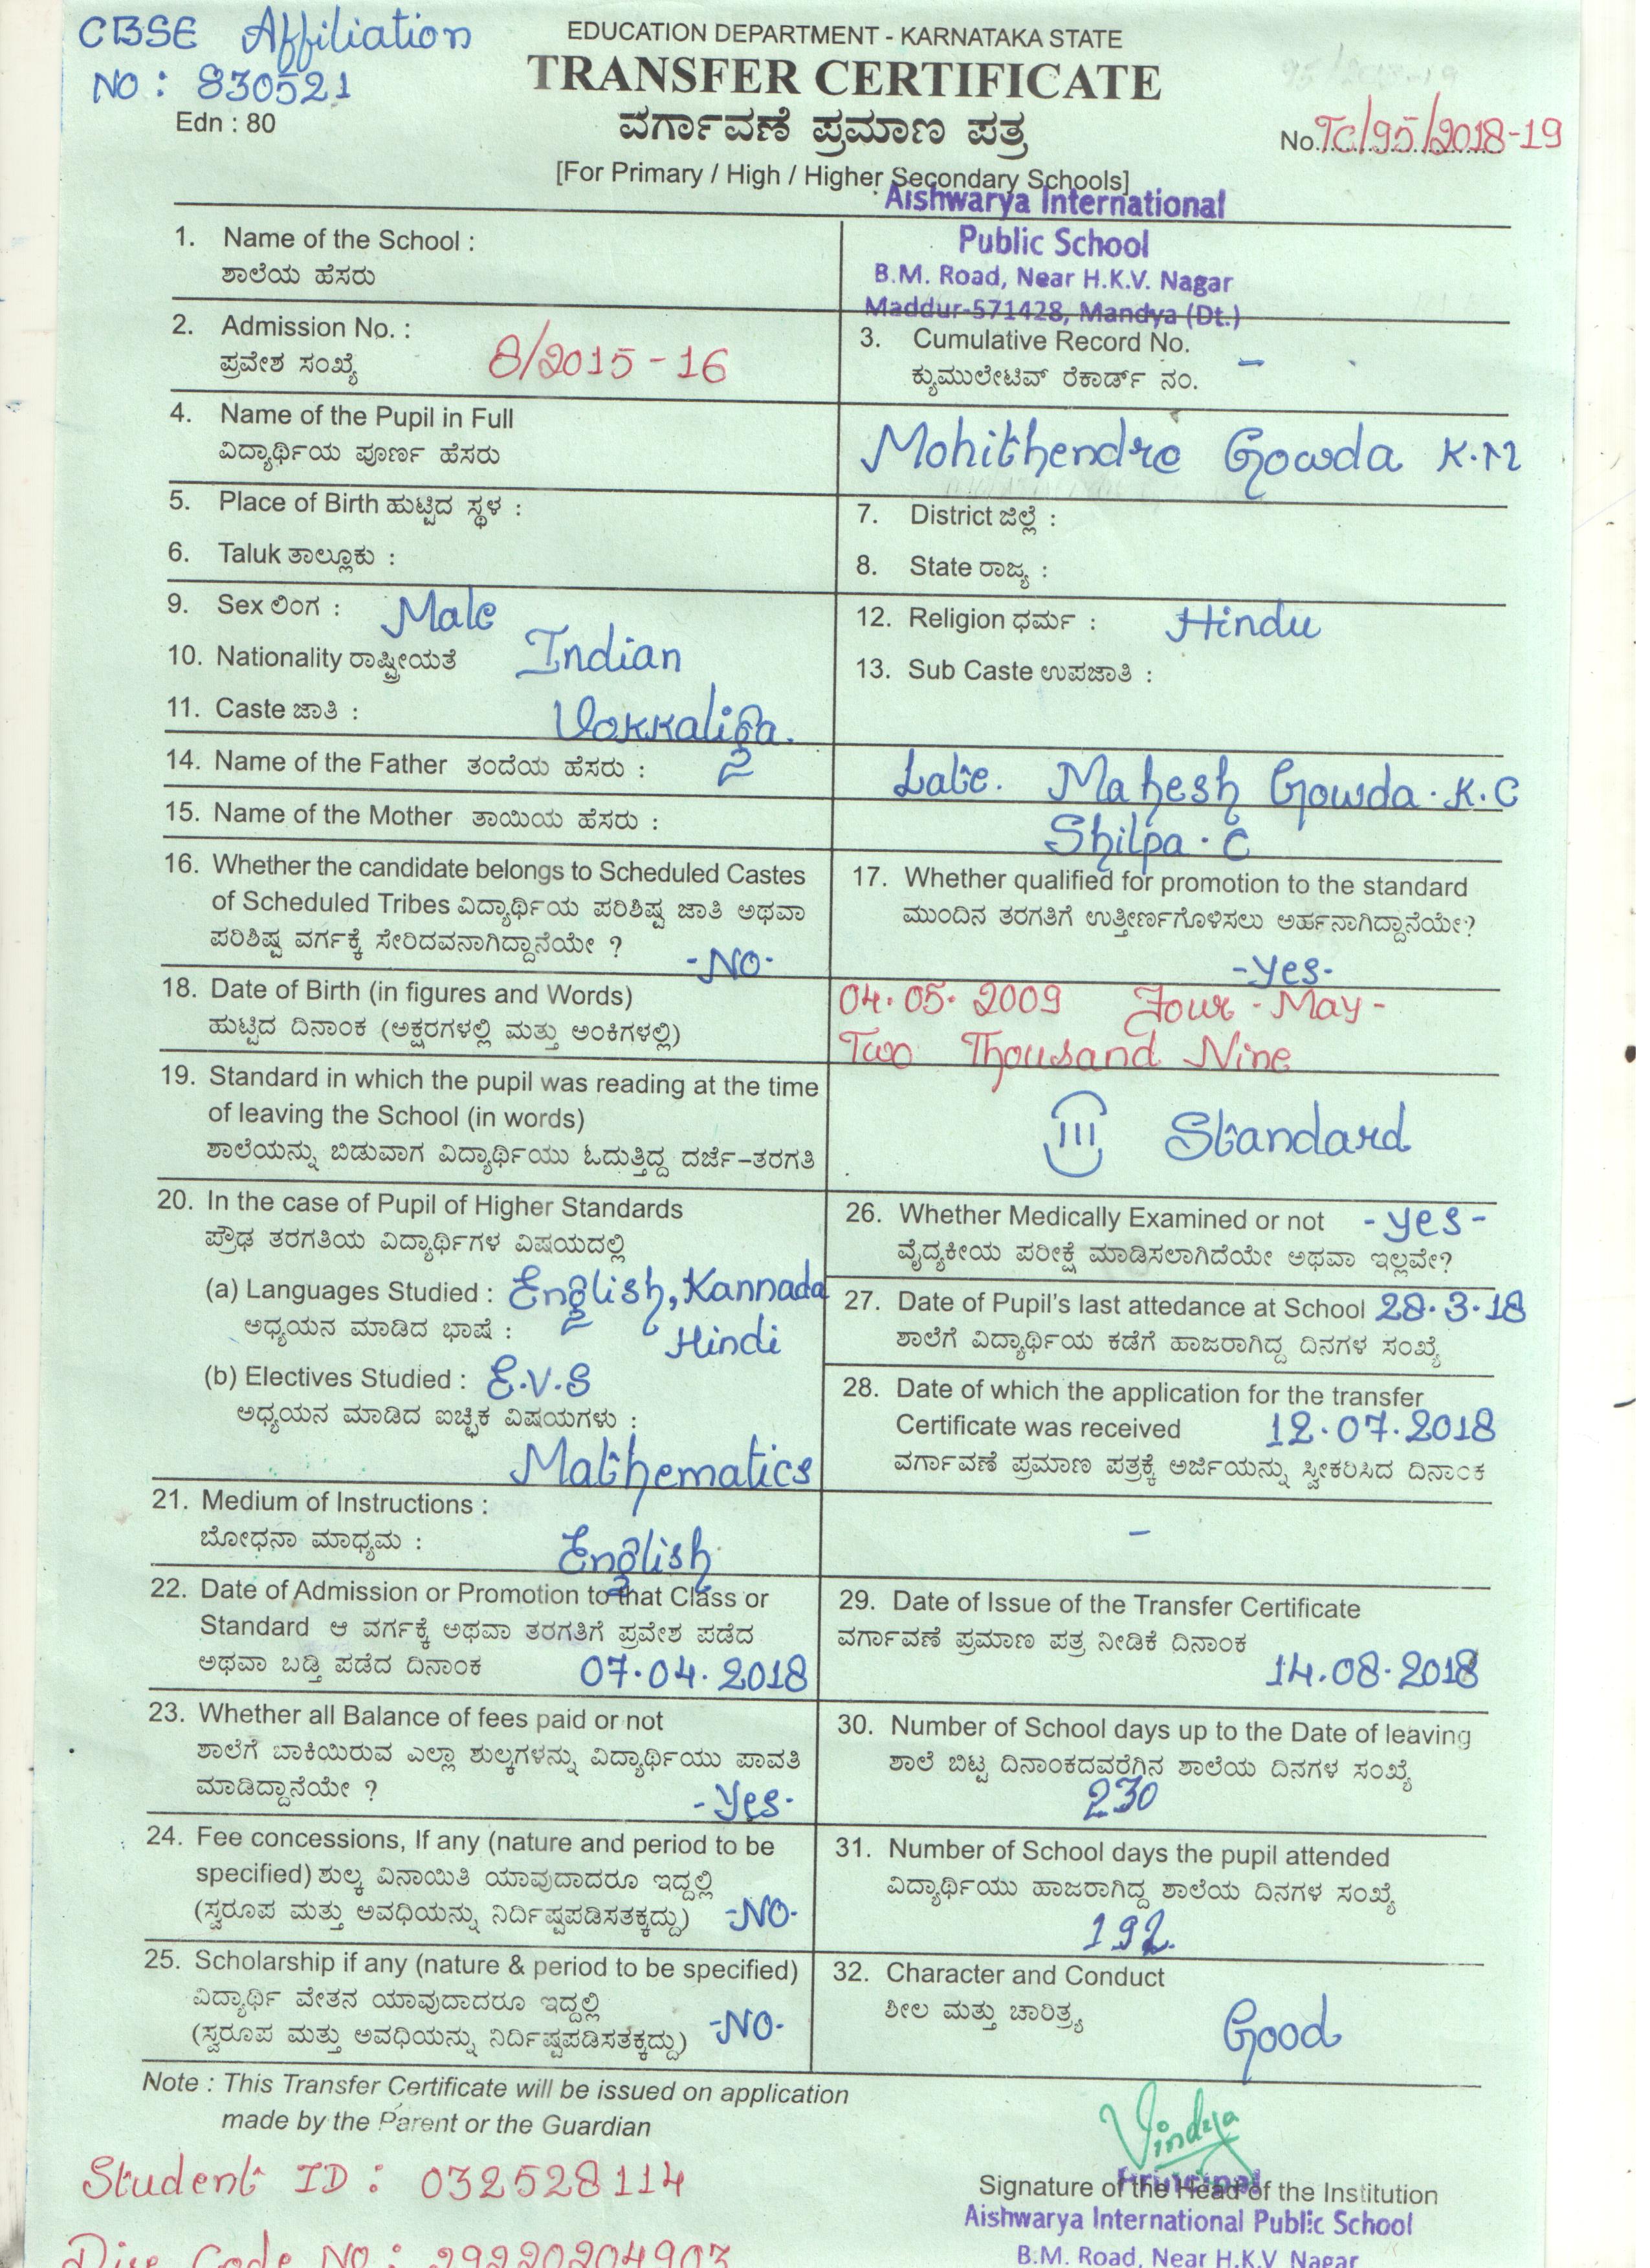 CBSE Affiliation
NO : 830521
Edn : 80
EDUCATION DEPARTMENT - KARNATAKA STATE
TRANSFER CERTIFICATE
ವರ್ಗಾವಣೆ ಪ್ರಮಾಣ ಪತ್ರ
No. TC/95/2018-19
[For Primary / High / Higher Secondary Schools]
1. Name of the School :
ಶಾಲೆಯ ಹೆಸರು
Aishwarya International
Public School
B.M. Road, Near H.K.V. Nagar
Maddur-571428, Mandya (Dt.)
2. Admission No. : 8/2015-16
ಪ್ರವೇಶ ಸಂಖ್ಯೆ
3. Cumulative Record No. -
ಕ್ಯುಮುಲೇಟಿವ್ ರೆಕಾರ್ಡ್ ನಂ.
4. Name of the Pupil in Full
ವಿದ್ಯಾರ್ಥಿಯ ಪೂರ್ಣ ಹೆಸರು
Mohithendra Gowda K.M
5. Place of Birth ಹುಟ್ಟಿದ ಸ್ಥಳ :
6. Taluk ತಾಲ್ಲೂಕು :
7. District ಜಿಲ್ಲೆ :
8. State ರಾಜ್ಯ :
9. Sex ಲಿಂಗ : Male
10. Nationality ರಾಷ್ಟ್ರೀಯತೆ Indian
11. Caste ಜಾತಿ : Vokkaliga.
12. Religion ಧರ್ಮ : Hindu
13. Sub Caste ಉಪಜಾತಿ :
14. Name of the Father ತಂದೆಯ ಹೆಸರು : Late. Mahesh Gowda. K.C
15. Name of the Mother ತಾಯಿಯ ಹೆಸರು : Shilpa. C
16. Whether the candidate belongs to Scheduled Castes
of Scheduled Tribes ವಿದ್ಯಾರ್ಥಿಯ ಪರಿಶಿಷ್ಟ ಜಾತಿ ಅಥವಾ
ಪರಿಶಿಷ್ಟ ವರ್ಗಕ್ಕೆ ಸೇರಿದವನಾಗಿದ್ದಾನೆಯೇ ? -NO-
17. Whether qualified for promotion to the standard
ಮುಂದಿನ ತರಗತಿಗೆ ಉತ್ತೀರ್ಣಗೊಳಿಸಲು ಅರ್ಹನಾಗಿದ್ದಾನೆಯೇ?
-yes-
18. Date of Birth (in figures and Words)
ಹುಟ್ಟಿದ ದಿನಾಂಕ (ಅಕ್ಷರಗಳಲ್ಲಿ ಮತ್ತು ಅಂಕಿಗಳಲ್ಲಿ)
04.05.2009 Four - May -
Two Thousand Nine
19. Standard in which the pupil was reading at the time
of leaving the School (in words)
ಶಾಲೆಯನ್ನು ಬಿಡುವಾಗ ವಿದ್ಯಾರ್ಥಿಯು ಓದುತ್ತಿದ್ದ ದರ್ಜೆ-ತರಗತಿ
III Standard
20. In the case of Pupil of Higher Standards
ಪ್ರೌಢ ತರಗತಿಯ ವಿದ್ಯಾರ್ಥಿಗಳ ವಿಷಯದಲ್ಲಿ
(a) Languages Studied : English, Kannada
ಅಧ್ಯಯನ ಮಾಡಿದ ಭಾಷೆ : Hindi
(b) Electives Studied : E.V.S
ಅಧ್ಯಯನ ಮಾಡಿದ ಐಚ್ಛಿಕ ವಿಷಯಗಳು :
Mathematics
26. Whether Medically Examined or not -yes-
ವೈದ್ಯಕೀಯ ಪರೀಕ್ಷೆ ಮಾಡಿಸಲಾಗಿದೆಯೇ ಅಥವಾ ಇಲ್ಲವೇ?
27. Date of Pupil's last attedance at School 28.3.18
ಶಾಲೆಗೆ ವಿದ್ಯಾರ್ಥಿಯ ಕಡೆಗೆ ಹಾಜರಾಗಿದ್ದ ದಿನಗಳ ಸಂಖ್ಯೆ
28. Date of which the application for the transfer
Certificate was received 12.07.2018
ವರ್ಗಾವಣೆ ಪ್ರಮಾಣ ಪತ್ರಕ್ಕೆ ಅರ್ಜಿಯನ್ನು ಸ್ವೀಕರಿಸಿದ ದಿನಾಂಕ
-
21. Medium of Instructions :
ಬೋಧನಾ ಮಾಧ್ಯಮ : English
22. Date of Admission or Promotion to that Class or
Standard ಆ ವರ್ಗಕ್ಕೆ ಅಥವಾ ತರಗತಿಗೆ ಪ್ರವೇಶ ಪಡೆದ
ಅಥವಾ ಬಡ್ತಿ ಪಡೆದ ದಿನಾಂಕ 07.04.2018
29. Date of Issue of the Transfer Certificate
ವರ್ಗಾವಣೆ ಪ್ರಮಾಣ ಪತ್ರ ನೀಡಿಕೆ ದಿನಾಂಕ
14.08.2018
23. Whether all Balance of fees paid or not
ಶಾಲೆಗೆ ಬಾಕಿಯಿರುವ ಎಲ್ಲಾ ಶುಲ್ಕಗಳನ್ನು ವಿದ್ಯಾರ್ಥಿಯು ಪಾವತಿ
ಮಾಡಿದ್ದಾನೆಯೇ ? -Yes-
30. Number of School days up to the Date of leaving
ಶಾಲೆ ಬಿಟ್ಟ ದಿನಾಂಕದವರೆಗಿನ ಶಾಲೆಯ ದಿನಗಳ ಸಂಖ್ಯೆ
230
24. Fee concessions, If any (nature and period to be
specified) ಶುಲ್ಕ ವಿನಾಯಿತಿ ಯಾವುದಾದರೂ ಇದ್ದಲ್ಲಿ
(ಸ್ವರೂಪ ಮತ್ತು ಅವಧಿಯನ್ನು ನಿರ್ದಿಷ್ಟಪಡಿಸತಕ್ಕದ್ದು) -NO-
31. Number of School days the pupil attended
ವಿದ್ಯಾರ್ಥಿಯು ಹಾಜರಾಗಿದ್ದ ಶಾಲೆಯ ದಿನಗಳ ಸಂಖ್ಯೆ
192.
25. Scholarship if any (nature & period to be specified)
ವಿದ್ಯಾರ್ಥಿ ವೇತನ ಯಾವುದಾದರೂ ಇದ್ದಲ್ಲಿ
(ಸ್ವರೂಪ ಮತ್ತು ಅವಧಿಯನ್ನು ನಿರ್ದಿಷ್ಟಪಡಿಸತಕ್ಕದ್ದು) -NO-
32. Character and Conduct
ಶೀಲ ಮತ್ತು ಚಾರಿತ್ರ್ಯ
Good
Note : This Transfer Certificate will be issued on application
made by the Parent or the Guardian
Vindya
Principal
Signature of the Head of the Institution
Aishwarya International Public School
B.M. Road, Near H.K.V. Nagar
Student ID : 032528114
Dise Code NO : 29220204903